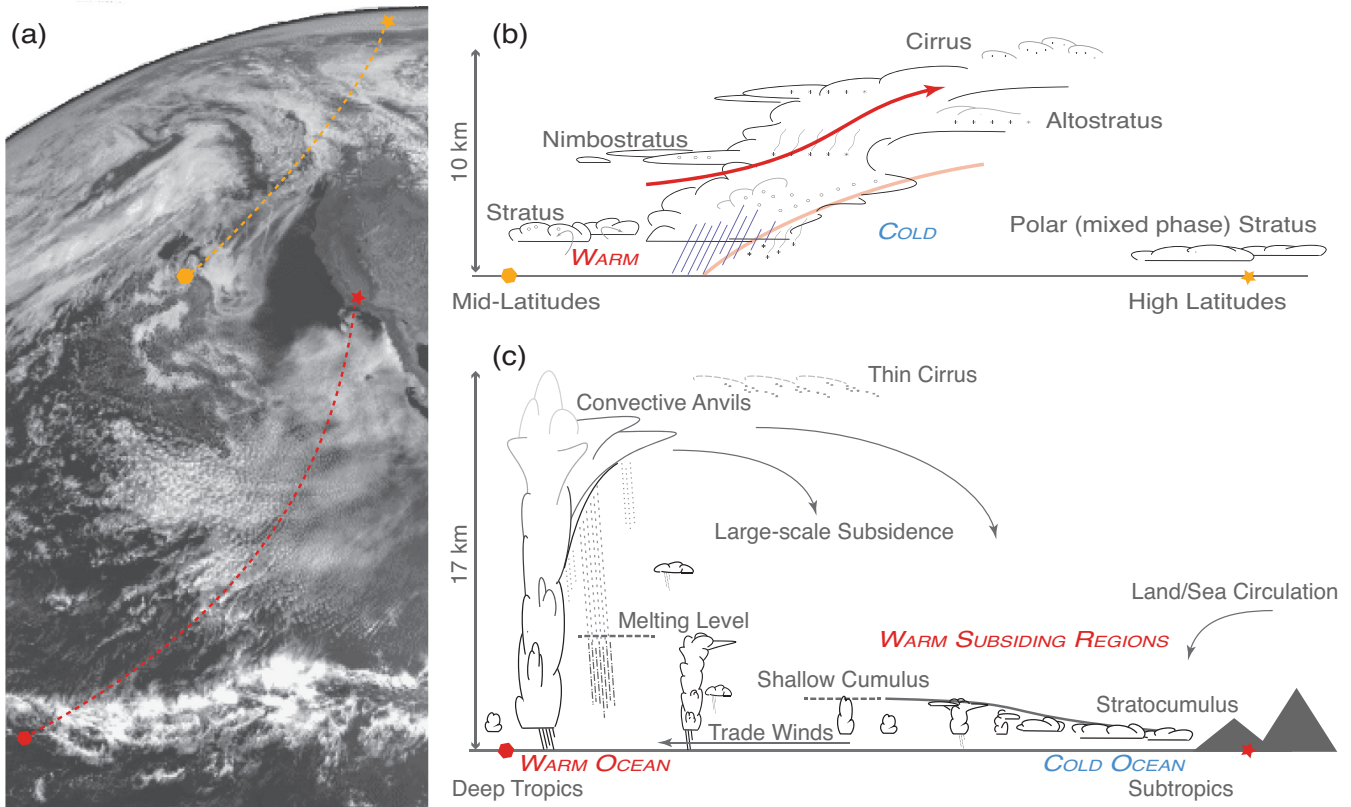 (a)
(b)
10 km
Cirrus
Altostratus
Nimbostratus
Stratus
Polar (mixed phase) Stratus
WARM
COLD
Mid-Latitudes
High Latitudes
(c)
17 km
Thin Cirrus
Convective Anvils
Large-scale Subsidence
Land/Sea Circulation
Melting Level
WARM SUBSIDING REGIONS
Shallow Cumulus
Stratocumulus
Trade Winds
WARM OCEAN
COLD OCEAN
Deep Tropics
Subtropics